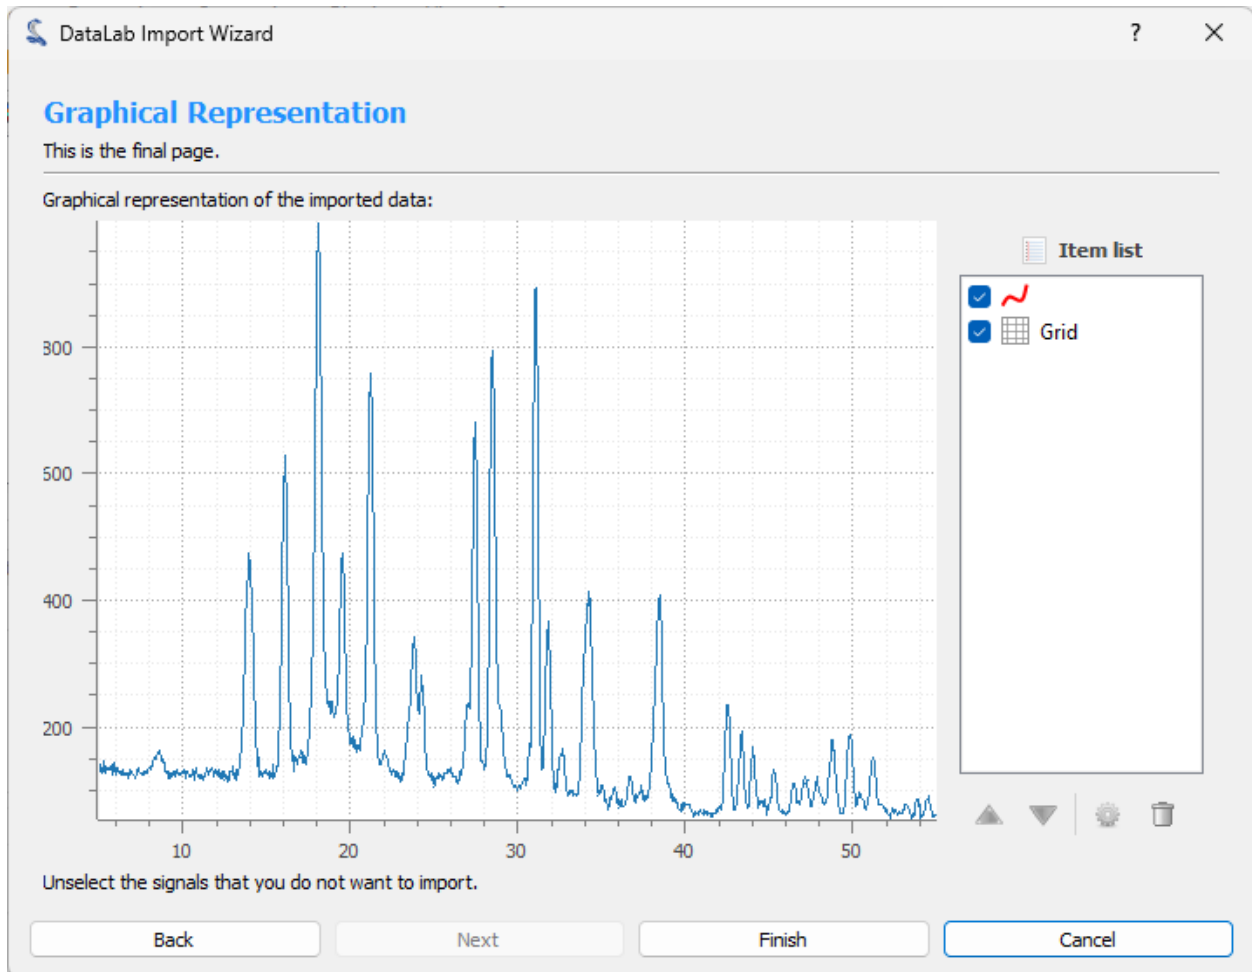 DataLab Import Wizard ? ×
Graphical Representation
This is the final page.
Graphical representation of the imported data:
Item list
Grid
800
600
400
200
10 20 30 40 50
Unselect the signals that you do not want to import.
Back Next Finish Cancel